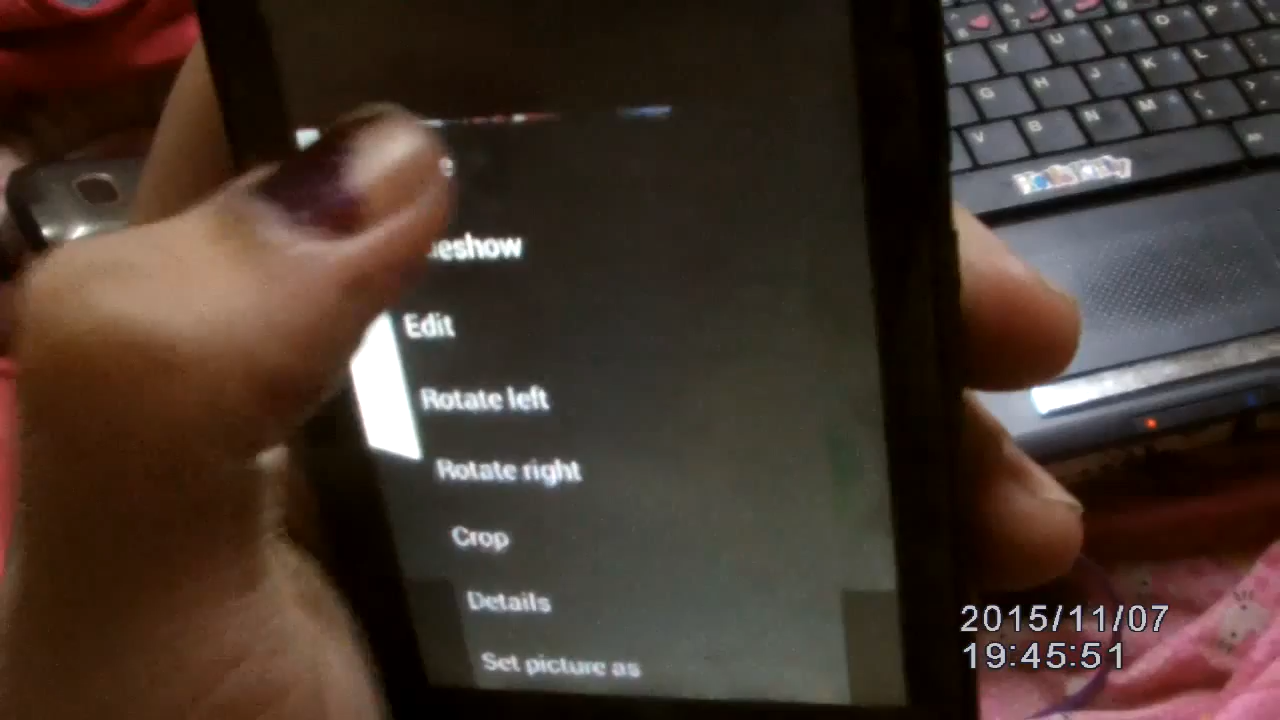 Y U I O P
G H J K L
V B N M
eshow
Edit
Rotate left
Rotate right
Crop
Details
Set picture as
2015/11/07
19:45:51